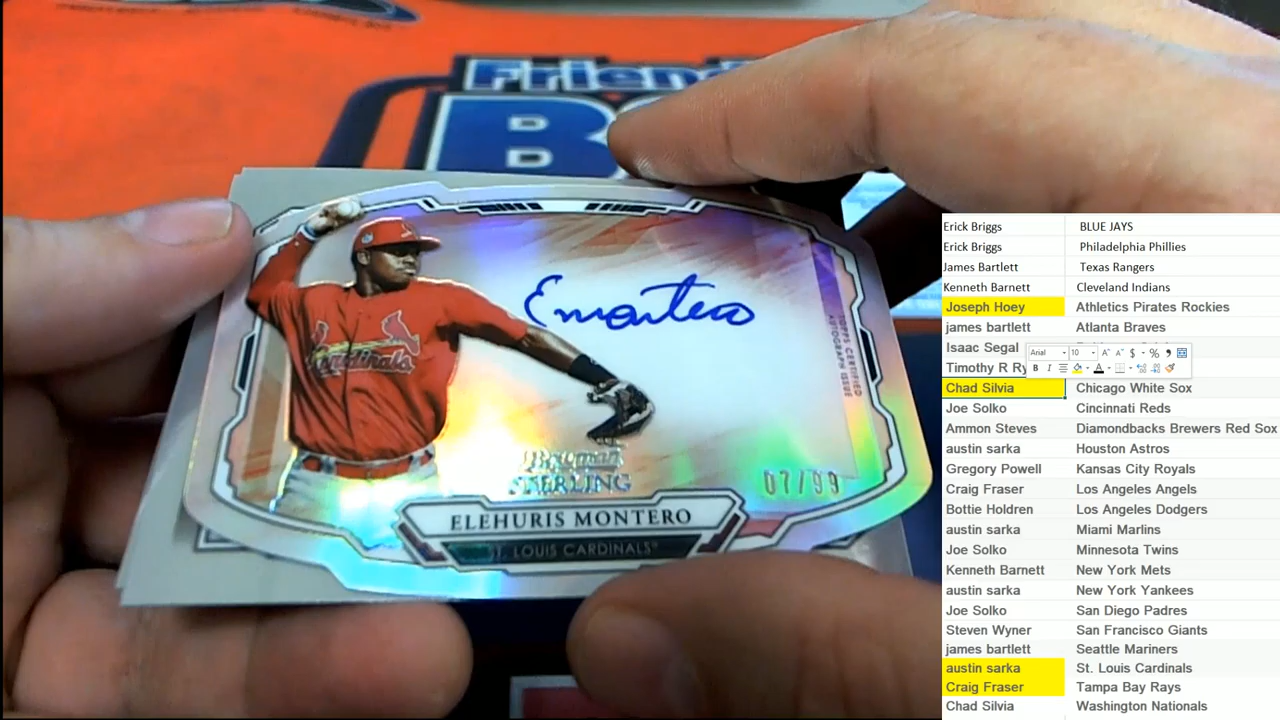 Friend
B
Emontero
Cardinals
TOPPS CERTIFIED
AUTOGRAPH ISSUE
Bowman
STERLING
07/99
ELEHURIS MONTERO
ST. LOUIS CARDINALS
Erick Briggs BLUE JAYS
Erick Briggs Philadelphia Phillies
James Bartlett Texas Rangers
Kenneth Barnett Cleveland Indians
Joseph Hoey Athletics Pirates Rockies
james bartlett Atlanta Braves
Isaac Segal
Arial 10 A A $ % ,
Timothy R Ry
B I A
Chad Silvia Chicago White Sox
Joe Solko Cincinnati Reds
Ammon Steves Diamondbacks Brewers Red Sox
austin sarka Houston Astros
Gregory Powell Kansas City Royals
Craig Fraser Los Angeles Angels
Bottie Holdren Los Angeles Dodgers
austin sarka Miami Marlins
Joe Solko Minnesota Twins
Kenneth Barnett New York Mets
austin sarka New York Yankees
Joe Solko San Diego Padres
Steven Wyner San Francisco Giants
james bartlett Seattle Mariners
austin sarka St. Louis Cardinals
Craig Fraser Tampa Bay Rays
Chad Silvia Washington Nationals